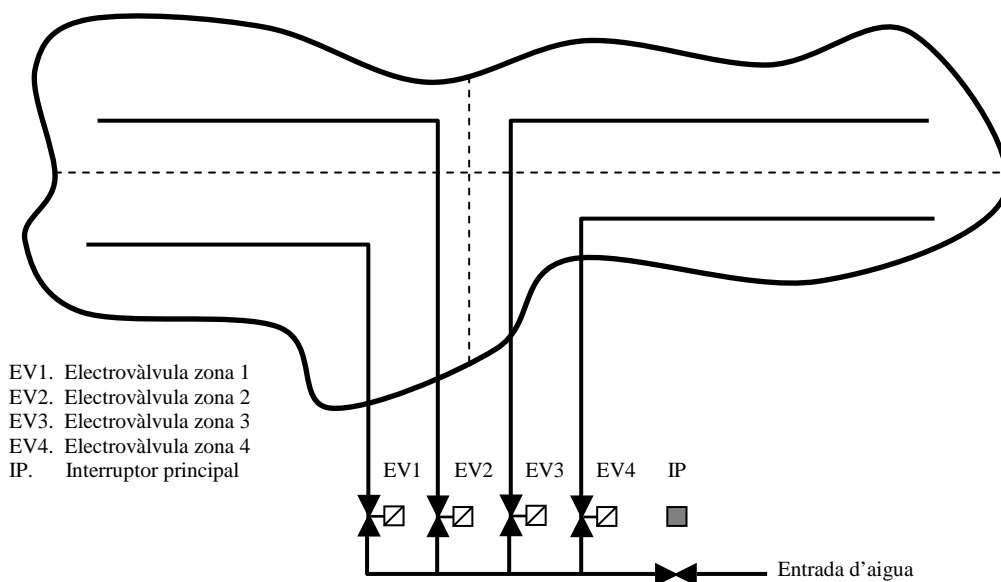 EV1. Electrovàlvula zona 1
EV2. Electrovàlvula zona 2
EV3. Electrovàlvula zona 3
EV4. Electrovàlvula zona 4
IP. Interruptor principal
EV1 EV2 EV3 EV4 IP
Entrada d'aigua